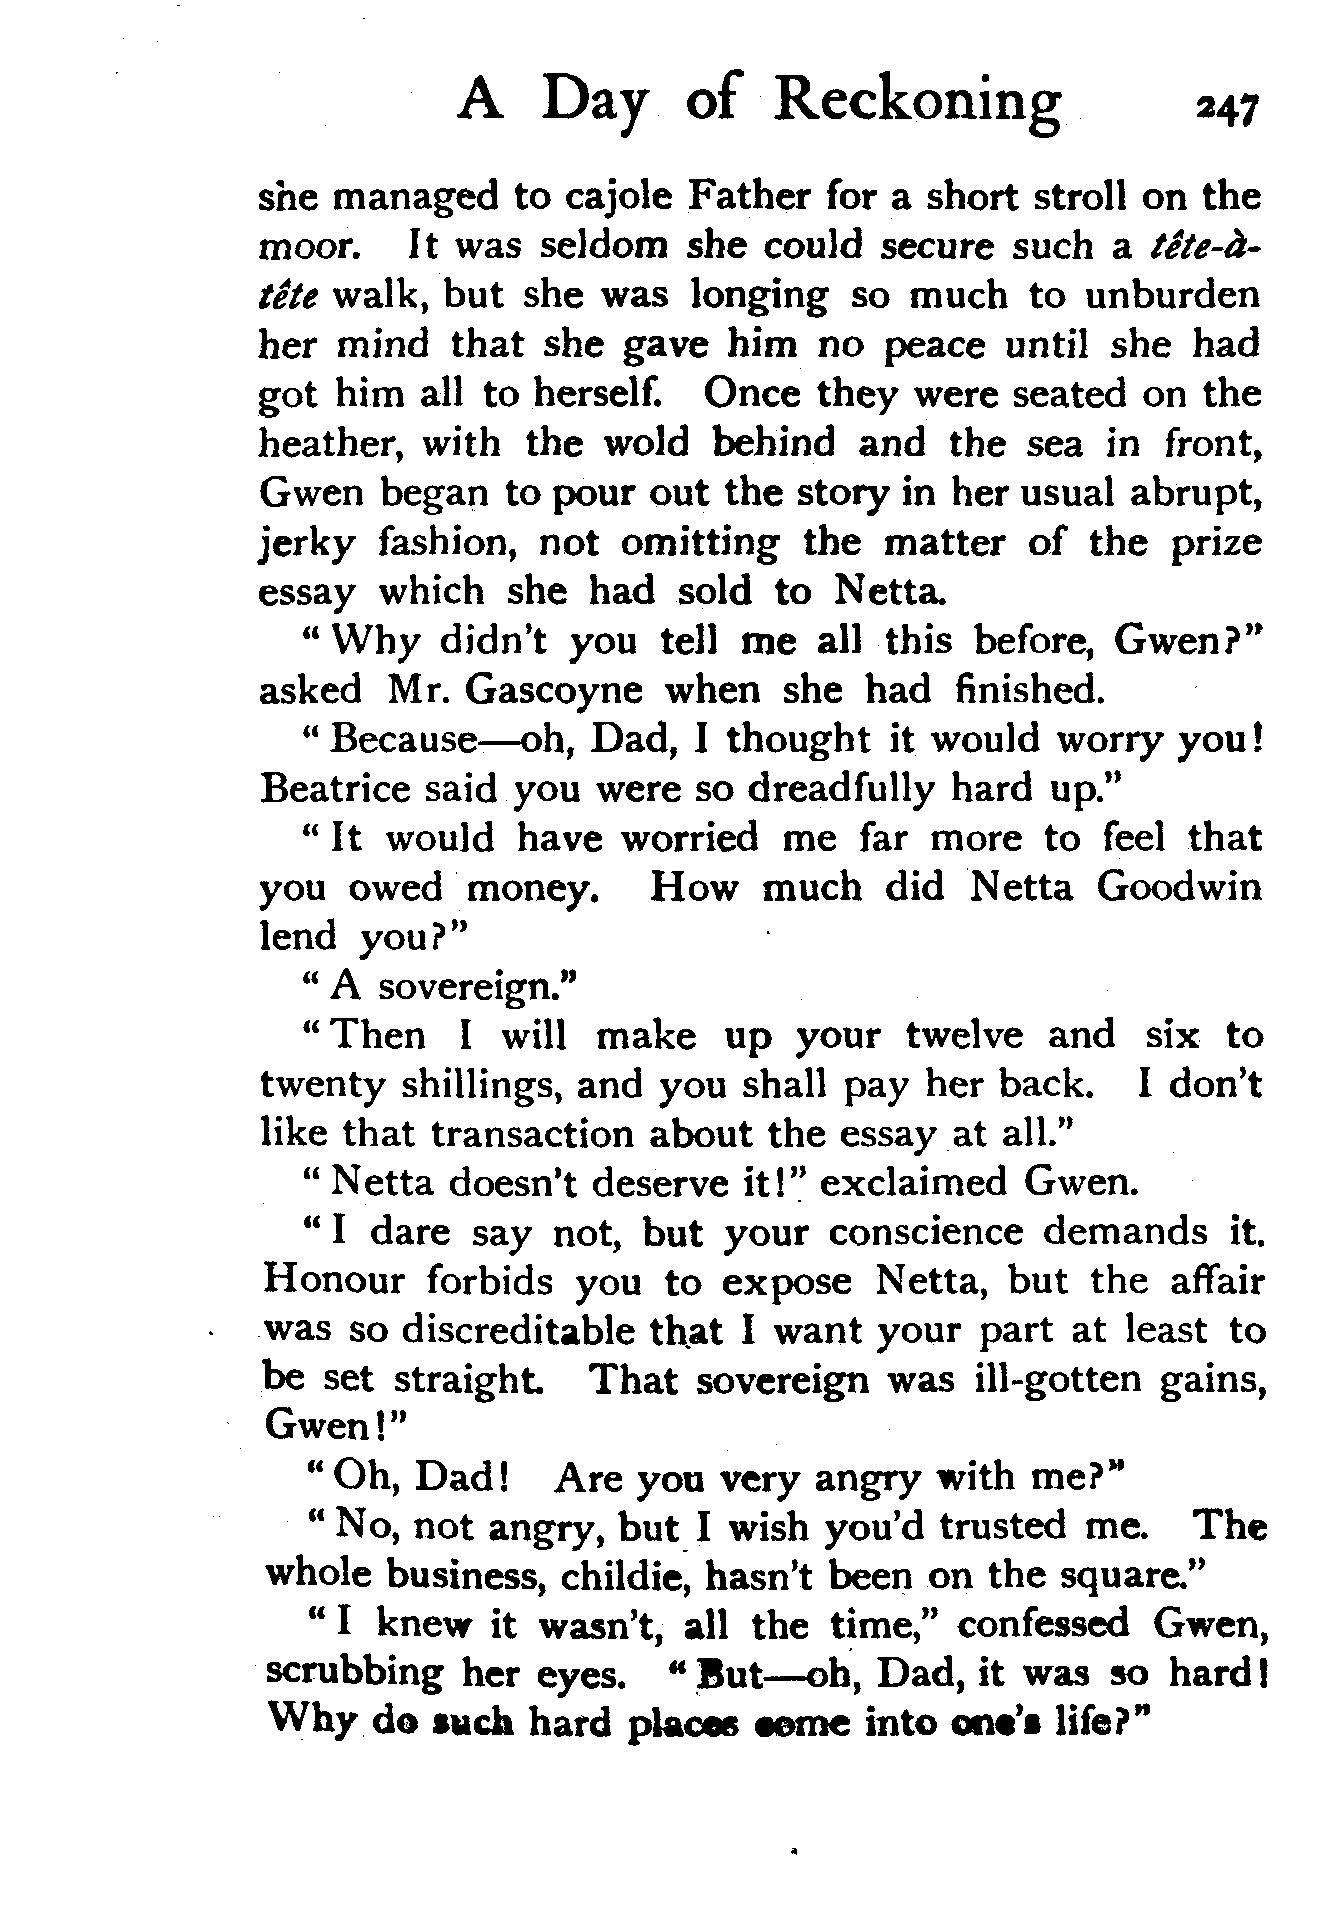 A Day of Reckoning 247
she managed to cajole Father for a short stroll on the
moor. It was seldom she could secure such a tête-à-
tête walk, but she was longing so much to unburden
her mind that she gave him no peace until she had
got him all to herself. Once they were seated on the
heather, with the wold behind and the sea in front,
Gwen began to pour out the story in her usual abrupt,
jerky fashion, not omitting the matter of the prize
essay which she had sold to Netta.
"Why didn't you tell me all this before, Gwen?"
asked Mr. Gascoyne when she had finished.
"Because—oh, Dad, I thought it would worry you!
Beatrice said you were so dreadfully hard up."
"It would have worried me far more to feel that
you owed money. How much did Netta Goodwin
lend you?"
"A sovereign."
"Then I will make up your twelve and six to
twenty shillings, and you shall pay her back. I don't
like that transaction about the essay at all."
"Netta doesn't deserve it!" exclaimed Gwen.
"I dare say not, but your conscience demands it.
Honour forbids you to expose Netta, but the affair
was so discreditable that I want your part at least to
be set straight. That sovereign was ill-gotten gains,
Gwen!"
"Oh, Dad! Are you very angry with me?"
"No, not angry, but I wish you'd trusted me. The
whole business, childie, hasn't been on the square."
"I knew it wasn't, all the time," confessed Gwen,
scrubbing her eyes. "But—oh, Dad, it was so hard!
Why do such hard places come into one's life?"